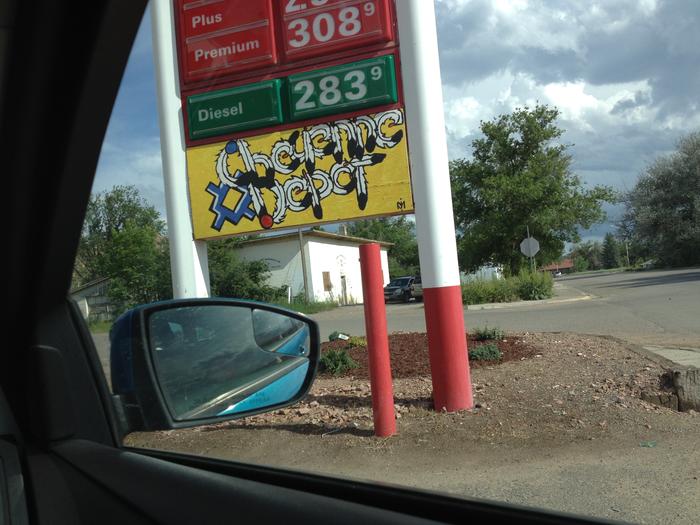 Plus
Premium 308 9
Diesel 283 9
Cheyenne
Depot